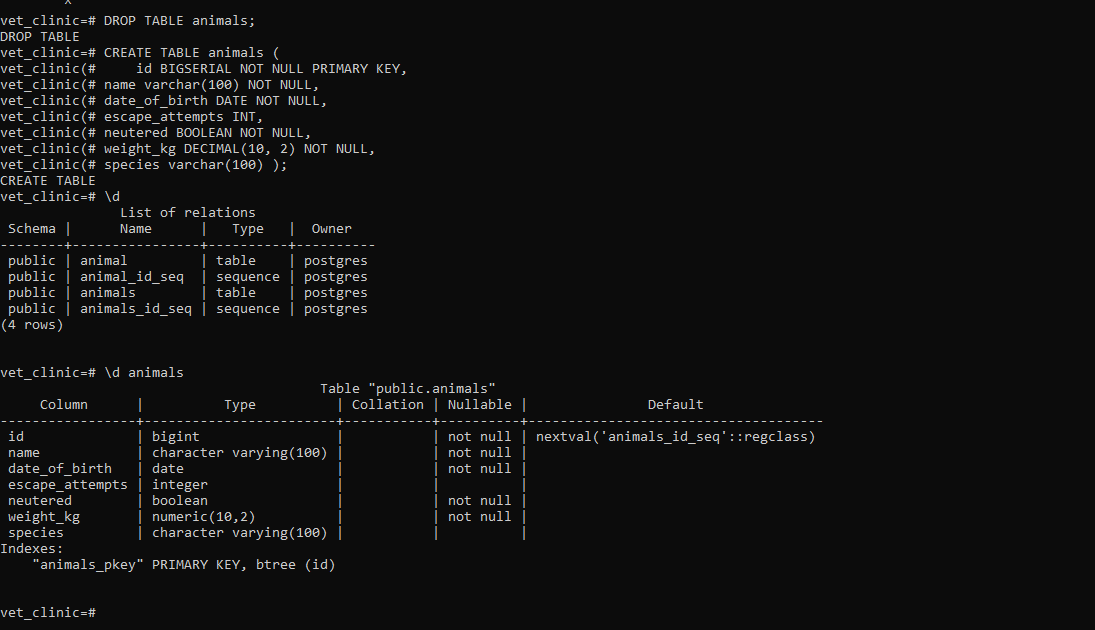 ^
vet_clinic=# DROP TABLE animals;
DROP TABLE
vet_clinic=# CREATE TABLE animals (
vet_clinic(#     id BIGSERIAL NOT NULL PRIMARY KEY,
vet_clinic(# name varchar(100) NOT NULL,
vet_clinic(# date_of_birth DATE NOT NULL,
vet_clinic(# escape_attempts INT,
vet_clinic(# neutered BOOLEAN NOT NULL,
vet_clinic(# weight_kg DECIMAL(10, 2) NOT NULL,
vet_clinic(# species varchar(100) );
CREATE TABLE
vet_clinic=# \d
               List of relations
 Schema |      Name      |   Type   |  Owner
--------+----------------+----------+----------
 public | animal         | table    | postgres
 public | animal_id_seq  | sequence | postgres
 public | animals        | table    | postgres
 public | animals_id_seq | sequence | postgres
(4 rows)
vet_clinic=# \d animals
                                        Table "public.animals"
     Column      |          Type          | Collation | Nullable |               Default
-----------------+------------------------+-----------+----------+-------------------------------------
 id              | bigint                 |           | not null | nextval('animals_id_seq'::regclass)
 name            | character varying(100) |           | not null |
 date_of_birth   | date                   |           | not null |
 escape_attempts | integer                |           |          |
 neutered        | boolean                |           | not null |
 weight_kg       | numeric(10,2)          |           | not null |
 species         | character varying(100) |           |          |
Indexes:
    "animals_pkey" PRIMARY KEY, btree (id)
vet_clinic=#